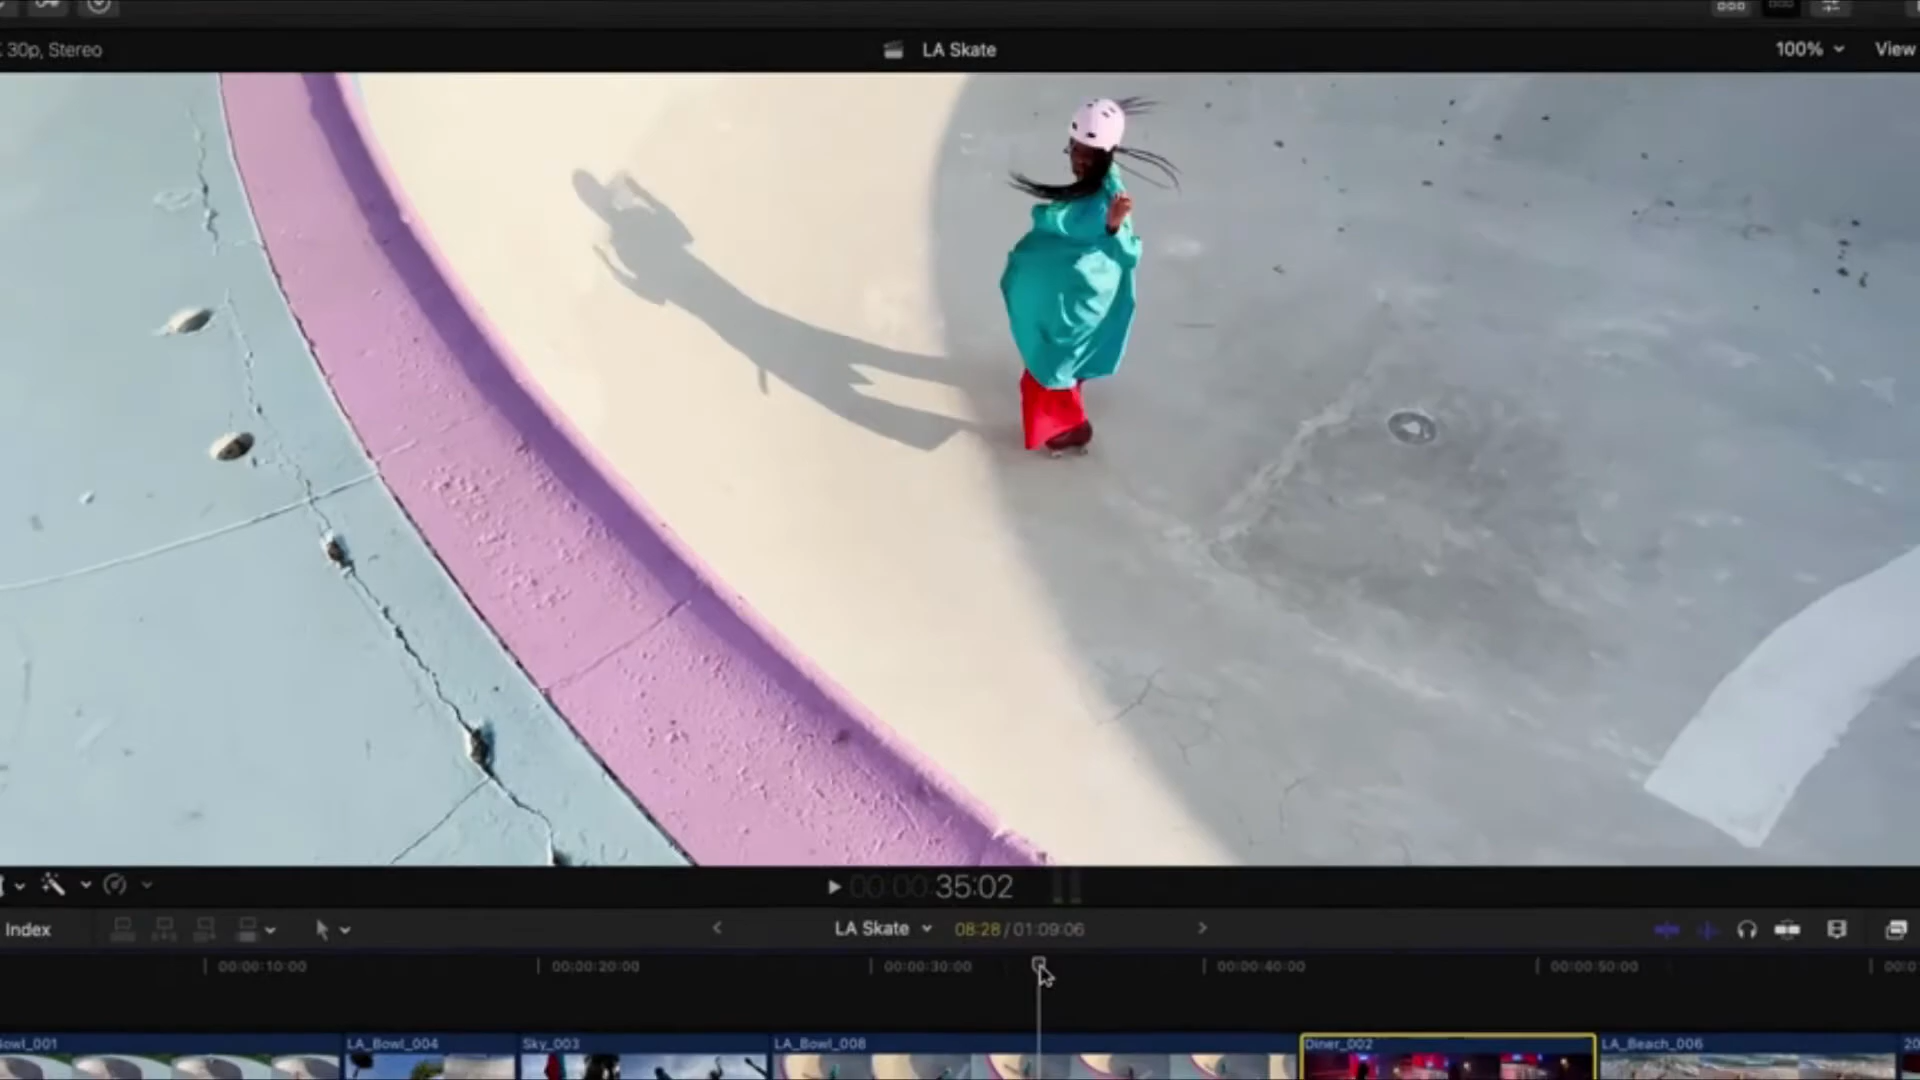 30p, Stereo
LA Skate
100%
View
00:00:35:02
Index
LA Skate
08:28 / 01:09:06
00:00:10:00
00:00:20:00
00:00:30:00
00:00:40:00
00:00:50:00
00:0
Bowl_001
LA_Bowl_004
Sky_003
LA_Bowl_008
Diner_002
LA_Beach_006
20